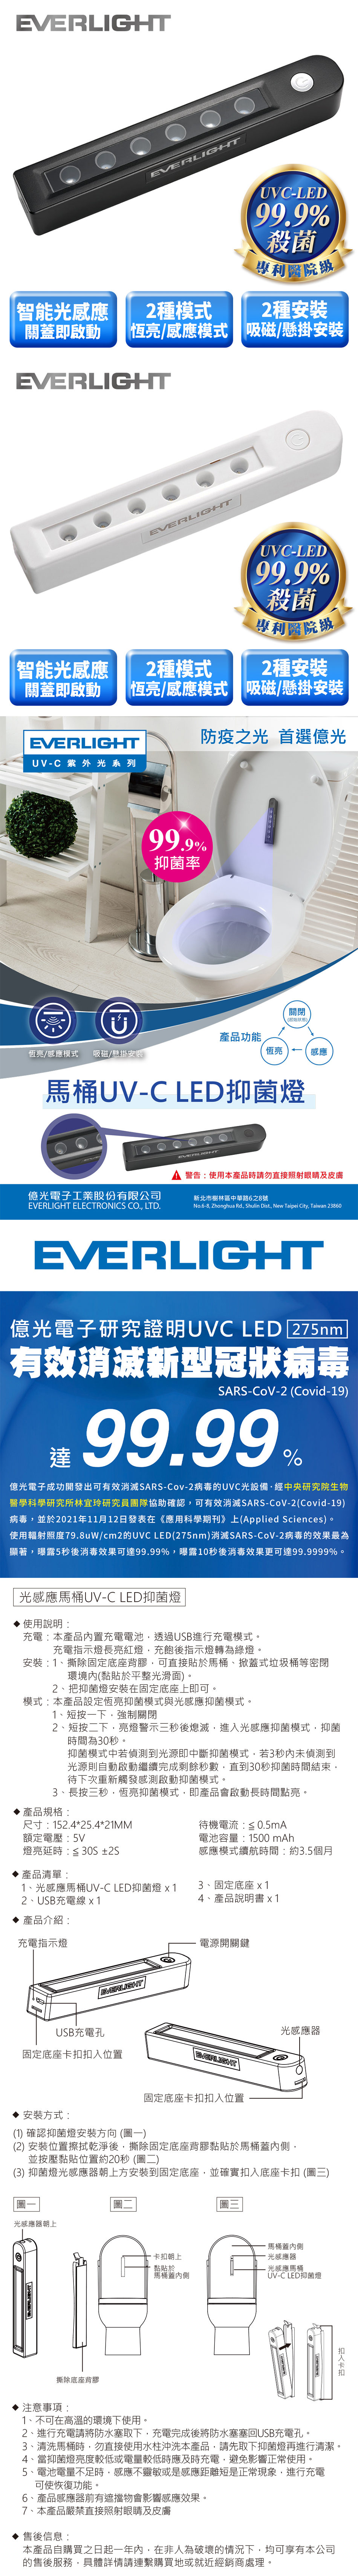 EVERLIGHT
EVERLIGHT
UVC-LED
99.9%
殺菌
專利醫院級
智能光感應
關蓋即啟動
2種模式
恆亮/感應模式
2種安裝
吸磁/懸掛安裝
EVERLIGHT
EVERLIGHT
UVC-LED
99.9%
殺菌
專利醫院級
智能光感應
關蓋即啟動
2種模式
恆亮/感應模式
2種安裝
吸磁/懸掛安裝
EVERLIGHT
UV-C 紫外光系列
防疫之光 首選億光
99.9%
抑菌率
恆亮/感應模式
吸磁/懸掛安裝
產品功能
關閉
恆亮
感應
馬桶UV-C LED抑菌燈
EVERLIGHT
警告:使用本產品時請勿直接照射眼睛及皮膚
億光電子工業股份有限公司
EVERLIGHT ELECTRONICS CO., LTD.
新北市樹林區中華路6之8號
No.6-8, Zhonghua Rd., Shulin Dist., New Taipei City, Taiwan 23860
EVERLIGHT
億光電子研究證明UVC LED 275nm
有效消滅新型冠狀病毒
SARS-CoV-2 (Covid-19)
達 99.99 %
億光電子成功開發出可有效消滅SARS-Cov-2病毒的UVC光設備,經中央研究院生物
醫學科學研究所林宜玲研究員團隊協助確認,可有效消滅SARS-CoV-2(Covid-19)
病毒,並於2021年11月12日發表在《應用科學期刊》上(Applied Sciences)。
使用輻射照度79.8uW/cm2的UVC LED(275nm)消滅SARS-CoV-2病毒的效果最為
顯著,曝露5秒後消毒效果可達99.99%,曝露10秒後消毒效果更可達99.9999%。
光感應馬桶UV-C LED抑菌燈
◆ 使用說明:
充電:本產品內置充電電池,透過USB進行充電模式。
充電指示燈長亮紅燈,充飽後指示燈轉為綠燈。
安裝:1、撕除固定底座背膠,可直接貼於馬桶、掀蓋式垃圾桶等密閉
環境內(黏貼於平整光滑面)。
2、把抑菌燈安裝在固定底座上即可。
模式:本產品設定恆亮抑菌模式與光感應抑菌模式。
1、短按一下,強制關閉
2、短按二下,亮燈警示三秒後熄滅,進入光感應抑菌模式,抑菌
時間為30秒。
抑菌模式中若偵測到光源即中斷抑菌模式,若3秒內未偵測到
光源則自動啟動繼續完成剩餘秒數,直到30秒抑菌時間結束,
待下次重新觸發感測啟動抑菌模式。
3、長按三秒,恆亮抑菌模式,即產品會啟動長時間點亮。
◆ 產品規格:
尺寸:152.4*25.4*21MM
額定電壓:5V
燈亮延時:≦ 30S ±2S
待機電流:≦ 0.5mA
電池容量:1500 mAh
感應模式續航時間:約3.5個月
◆ 產品清單:
1、光感應馬桶UV-C LED抑菌燈 x 1
2、USB充電線 x 1
3、固定底座 x 1
4、產品說明書 x 1
◆ 產品介紹:
充電指示燈
電源開關鍵
EVERLIGHT
USB充電孔
固定底座卡扣扣入位置
光感應器
EVERLIGHT
固定底座卡扣扣入位置
◆ 安裝方式:
(1) 確認抑菌燈安裝方向 (圖一)
(2) 安裝位置擦拭乾淨後,撕除固定底座背膠黏貼於馬桶蓋內側,
並按壓黏貼位置約20秒 (圖二)
(3) 抑菌燈光感應器朝上方安裝到固定底座,並確實扣入底座卡扣 (圖三)
圖一
圖二
圖三
光感應器朝上
EVERLIGHT
撕除底座背膠
卡扣朝上
黏貼於
馬桶蓋內側
馬桶蓋內側
光感應器
光感應馬桶
UV-C LED抑菌燈
扣入卡扣
◆ 注意事項:
1、不可在高溫的環境下使用。
2、進行充電請將防水塞取下,充電完成後將防水塞塞回USB充電孔。
3、清洗馬桶時,勿直接使用水柱沖洗本產品,請先取下抑菌燈再進行清潔。
4、當抑菌燈亮度較低或電量較低時應及時充電,避免影響正常使用。
5、電池電量不足時,感應不靈敏或是感應距離短是正常現象,進行充電
可使恢復功能。
6、產品感應器前有遮擋物會影響感應效果。
7、本產品嚴禁直接照射眼睛及皮膚
◆ 售後信息:
本產品自購買之日起一年內,在非人為破壞的情況下,均可享有本公司
的售後服務,具體詳情請連繫購買地或就近經銷商處理。